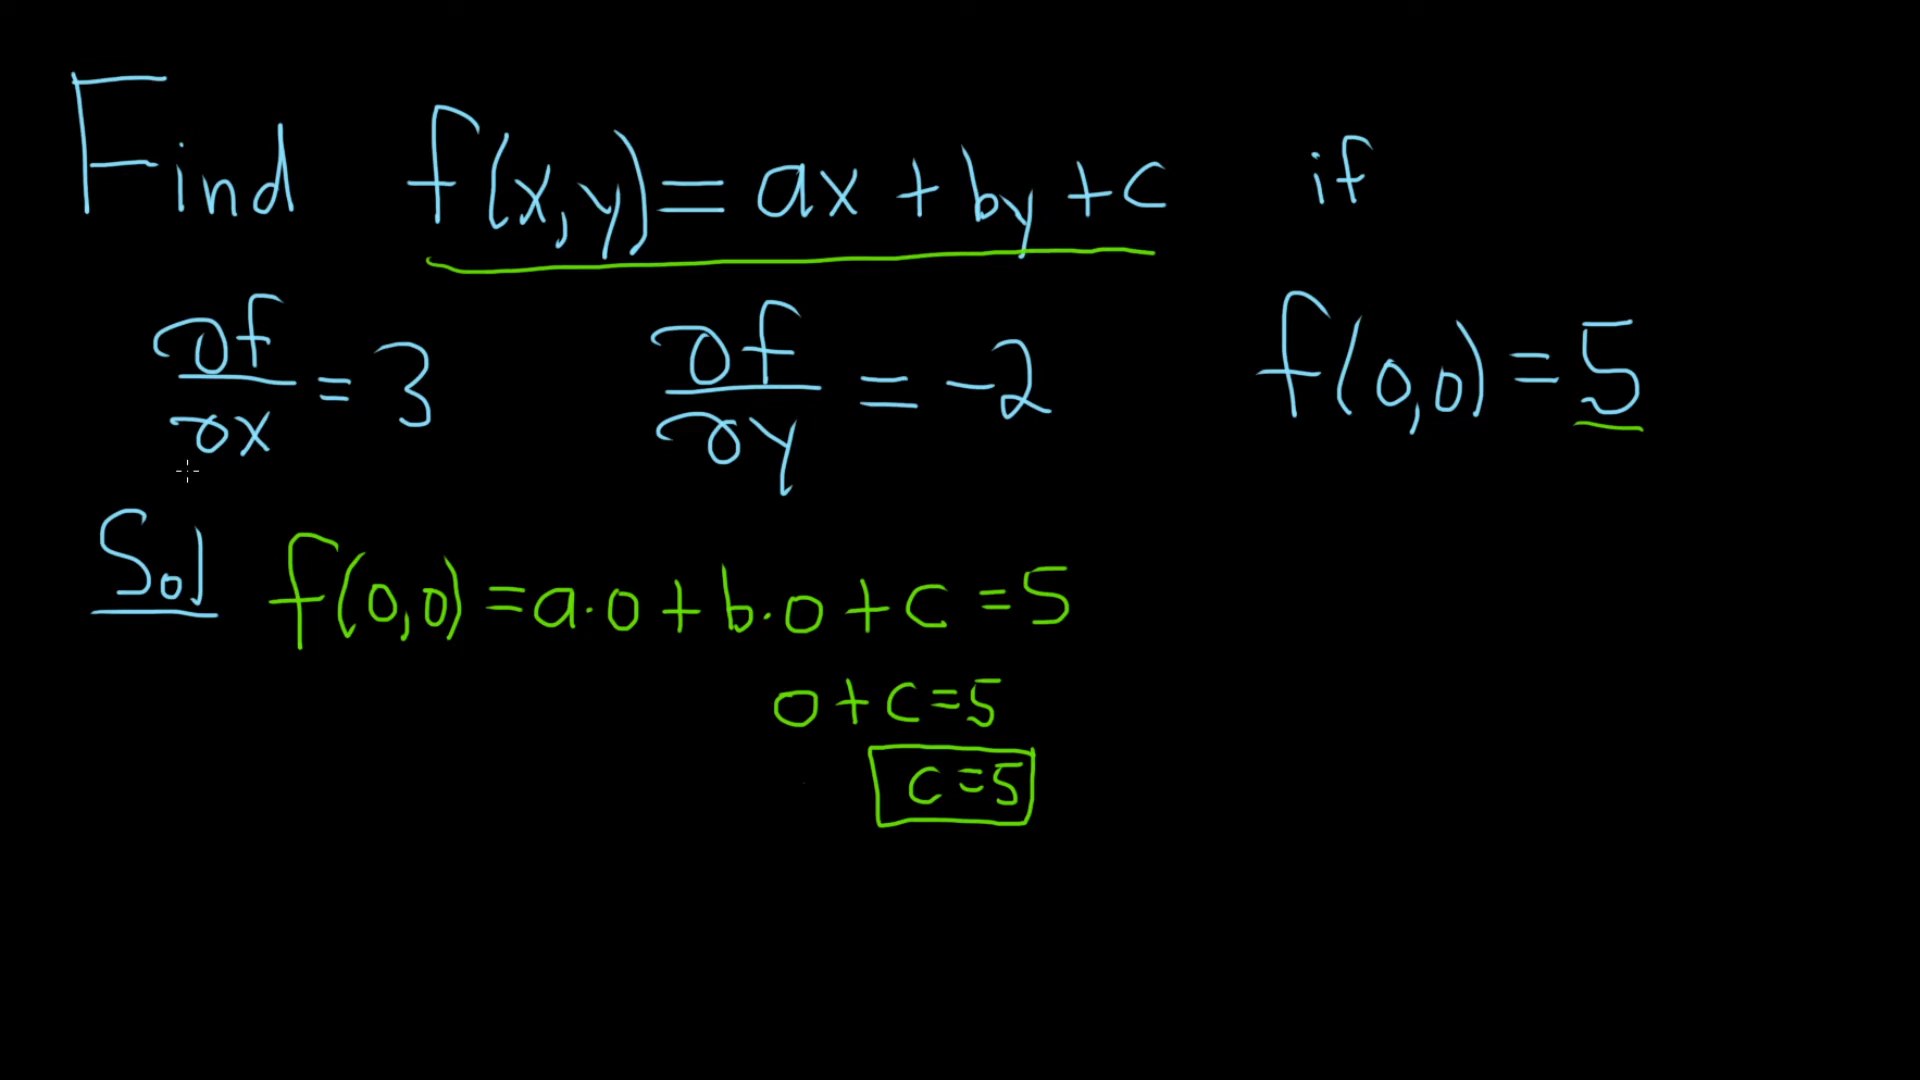 Find f(x,y) = ax + by + c if
∂f/∂x = 3 ∂f/∂y = -2 f(0,0) = 5
Sol f(0,0) = a·0 + b·0 + c = 5
0 + c = 5
c = 5